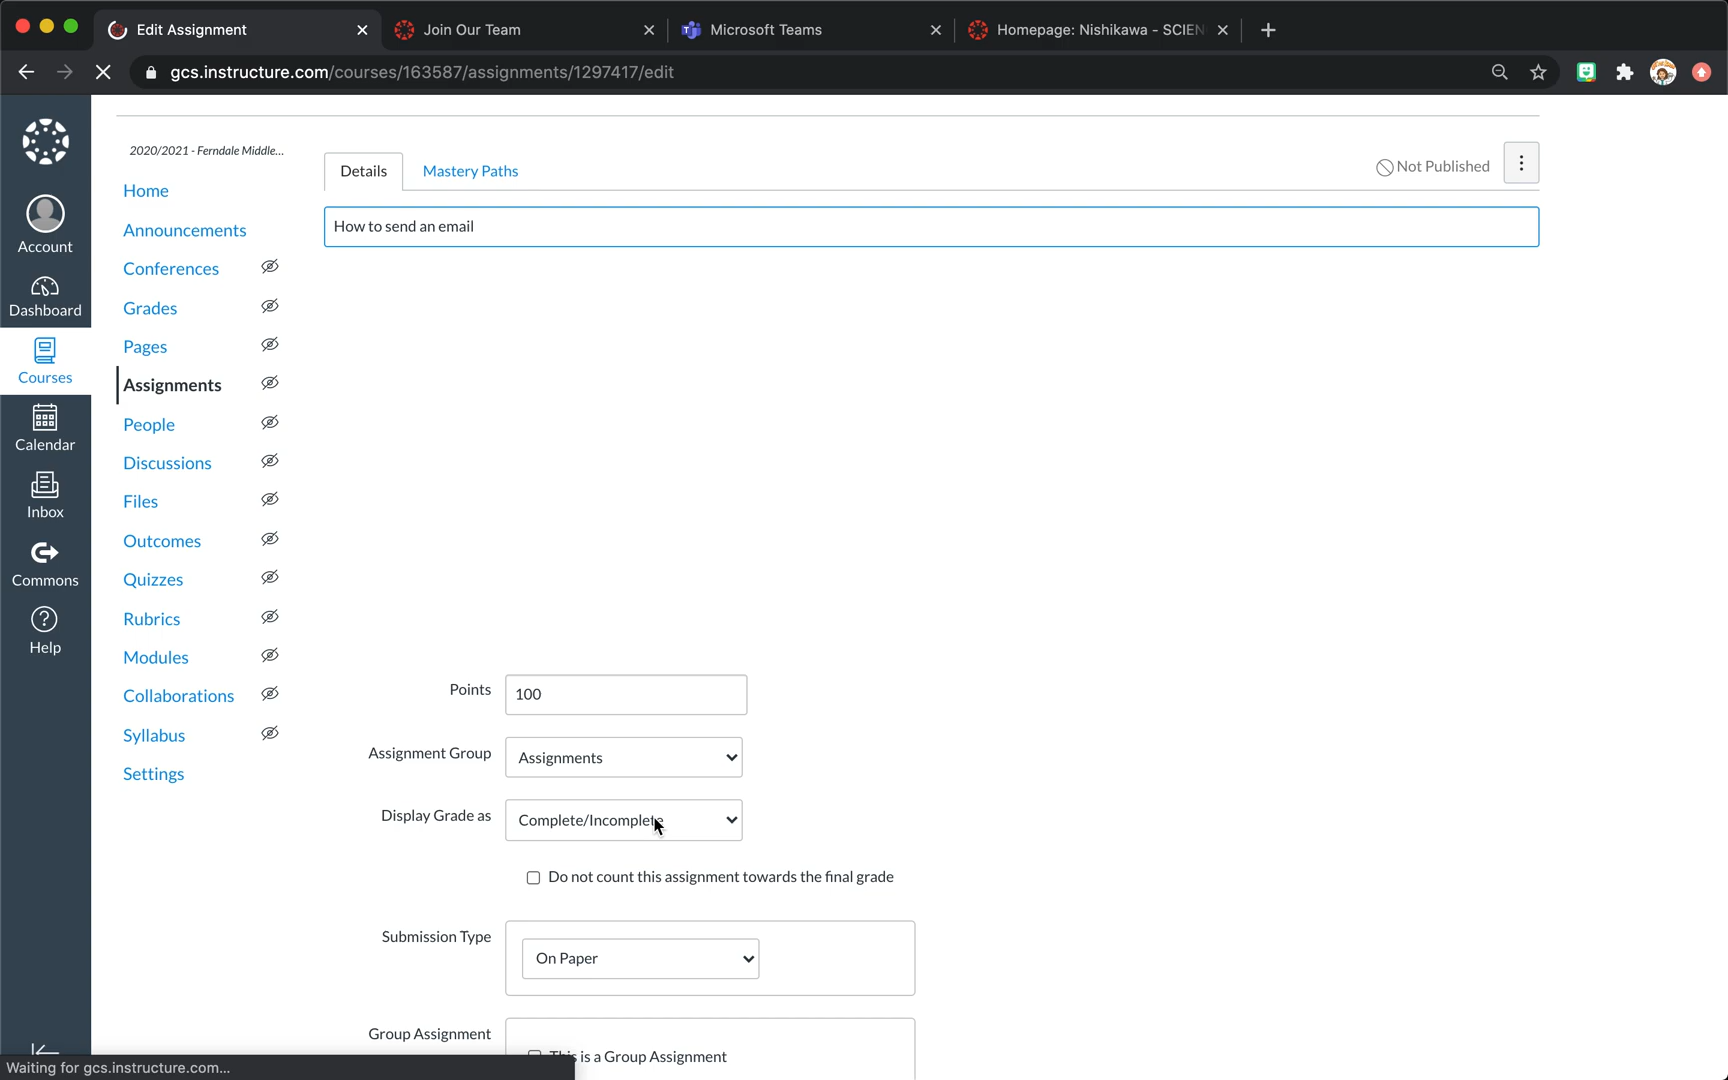 Edit Assignment
Join Our Team
Microsoft Teams
Homepage: Nishikawa - SCIEN
gcs.instructure.com/courses/163587/assignments/1297417/edit
Account
Dashboard
Courses
Calendar
Inbox
Commons
Help
2020/2021 - Ferndale Middle...
Home
Announcements
Conferences
Grades
Pages
Assignments
People
Discussions
Files
Outcomes
Quizzes
Rubrics
Modules
Collaborations
Syllabus
Settings
Details
Mastery Paths
Not Published
How to send an email
Points
100
Assignment Group
Assignments
Display Grade as
Complete/Incomplete
Do not count this assignment towards the final grade
Submission Type
On Paper
Group Assignment
This is a Group Assignment
Waiting for gcs.instructure.com...